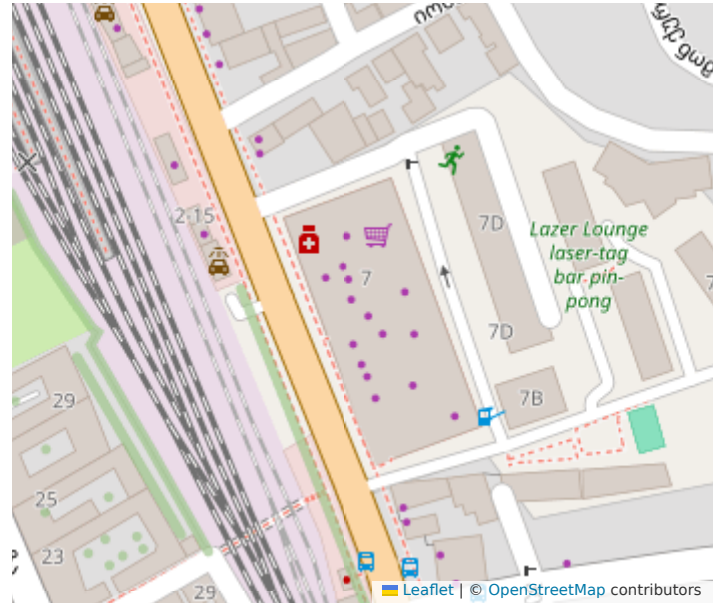 2-15
7D
Lazer Lounge
laser-tag
bar pin-
pong
7
7D
7B
29
25
23
29
Leaflet | © OpenStreetMap contributors